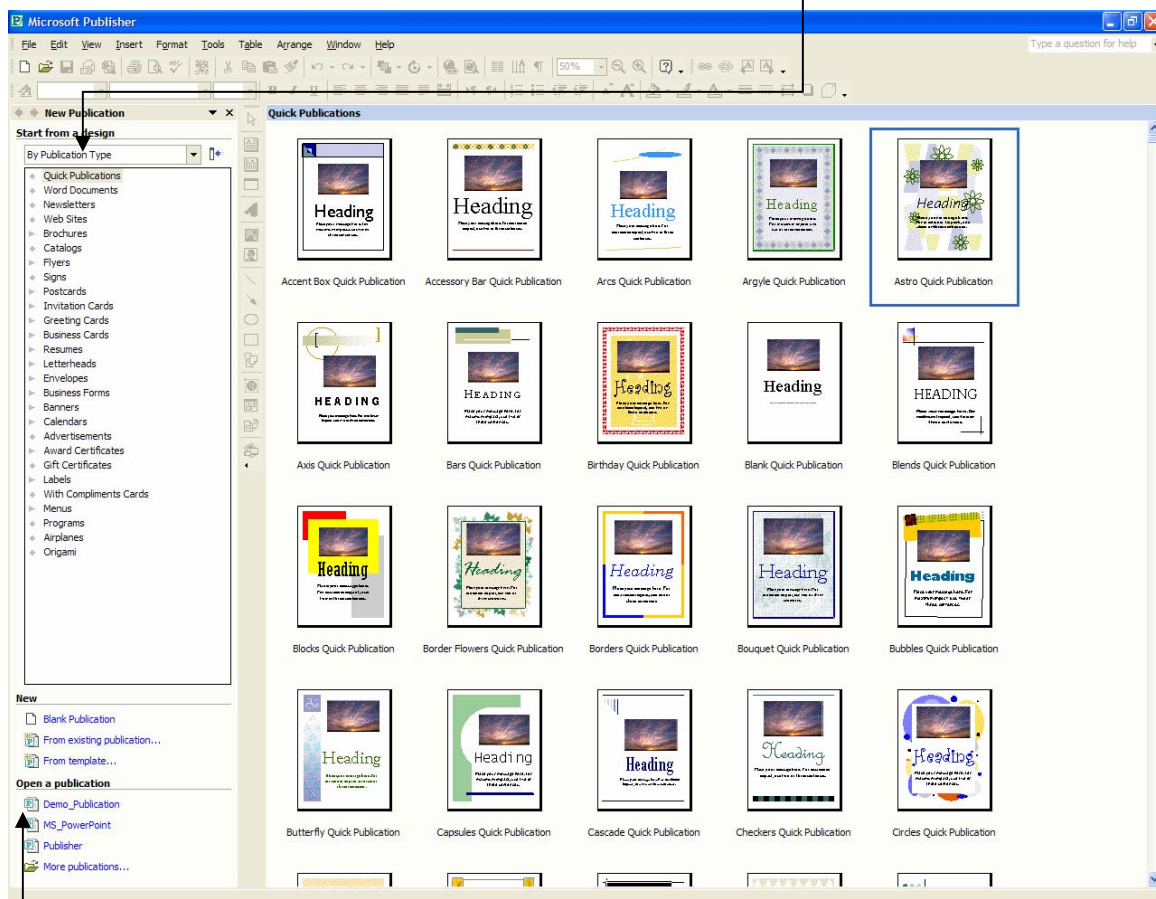 Microsoft Publisher
File Edit View Insert Format Tools Table Arrange Window Help
Type a question for help
50%
New Publication
Quick Publications
Start from a design
By Publication Type
Quick Publications
Word Documents
Newsletters
Web Sites
Brochures
Catalogs
Flyers
Signs
Postcards
Invitation Cards
Greeting Cards
Business Cards
Resumes
Letterheads
Envelopes
Business Forms
Banners
Calendars
Advertisements
Award Certificates
Gift Certificates
Labels
With Compliments Cards
Menus
Programs
Airplanes
Origami
New
Blank Publication
From existing publication...
From template...
Open a publication
Demo_Publication
MS_PowerPoint
Publisher
More publications...
Heading Heading Heading Heading Heading
Accent Box Quick Publication Accessory Bar Quick Publication Arcs Quick Publication Argyle Quick Publication Astro Quick Publication
HEADING HEADING Heading Heading HEADING
Axis Quick Publication Bars Quick Publication Birthday Quick Publication Blank Quick Publication Blends Quick Publication
Heading Heading Heading Heading Heading
Blocks Quick Publication Border Flowers Quick Publication Borders Quick Publication Bouquet Quick Publication Bubbles Quick Publication
Heading Heading Heading Heading Heading
Butterfly Quick Publication Capsules Quick Publication Cascade Quick Publication Checkers Quick Publication Circles Quick Publication